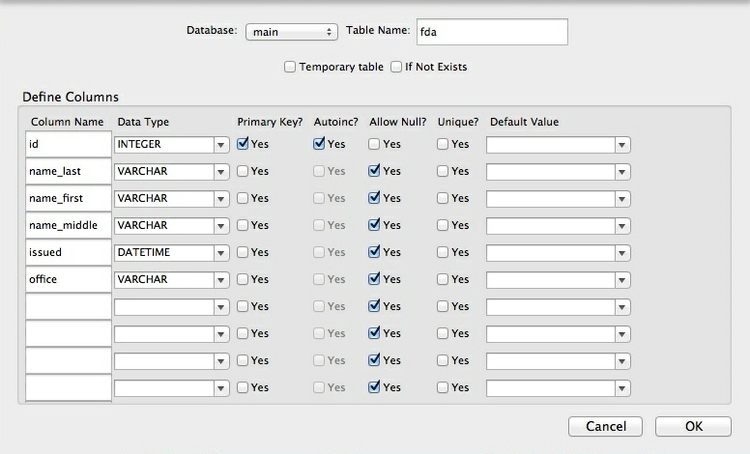 Database: main Table Name: fda
Temporary table If Not Exists
Define Columns
Column Name Data Type Primary Key? Autoinc? Allow Null? Unique? Default Value
id INTEGER Yes Yes Yes Yes
name_last VARCHAR Yes Yes Yes Yes
name_first VARCHAR Yes Yes Yes Yes
name_middle VARCHAR Yes Yes Yes Yes
issued DATETIME Yes Yes Yes Yes
office VARCHAR Yes Yes Yes Yes
Yes Yes Yes Yes
Yes Yes Yes Yes
Yes Yes Yes Yes
Yes Yes Yes Yes
Cancel OK